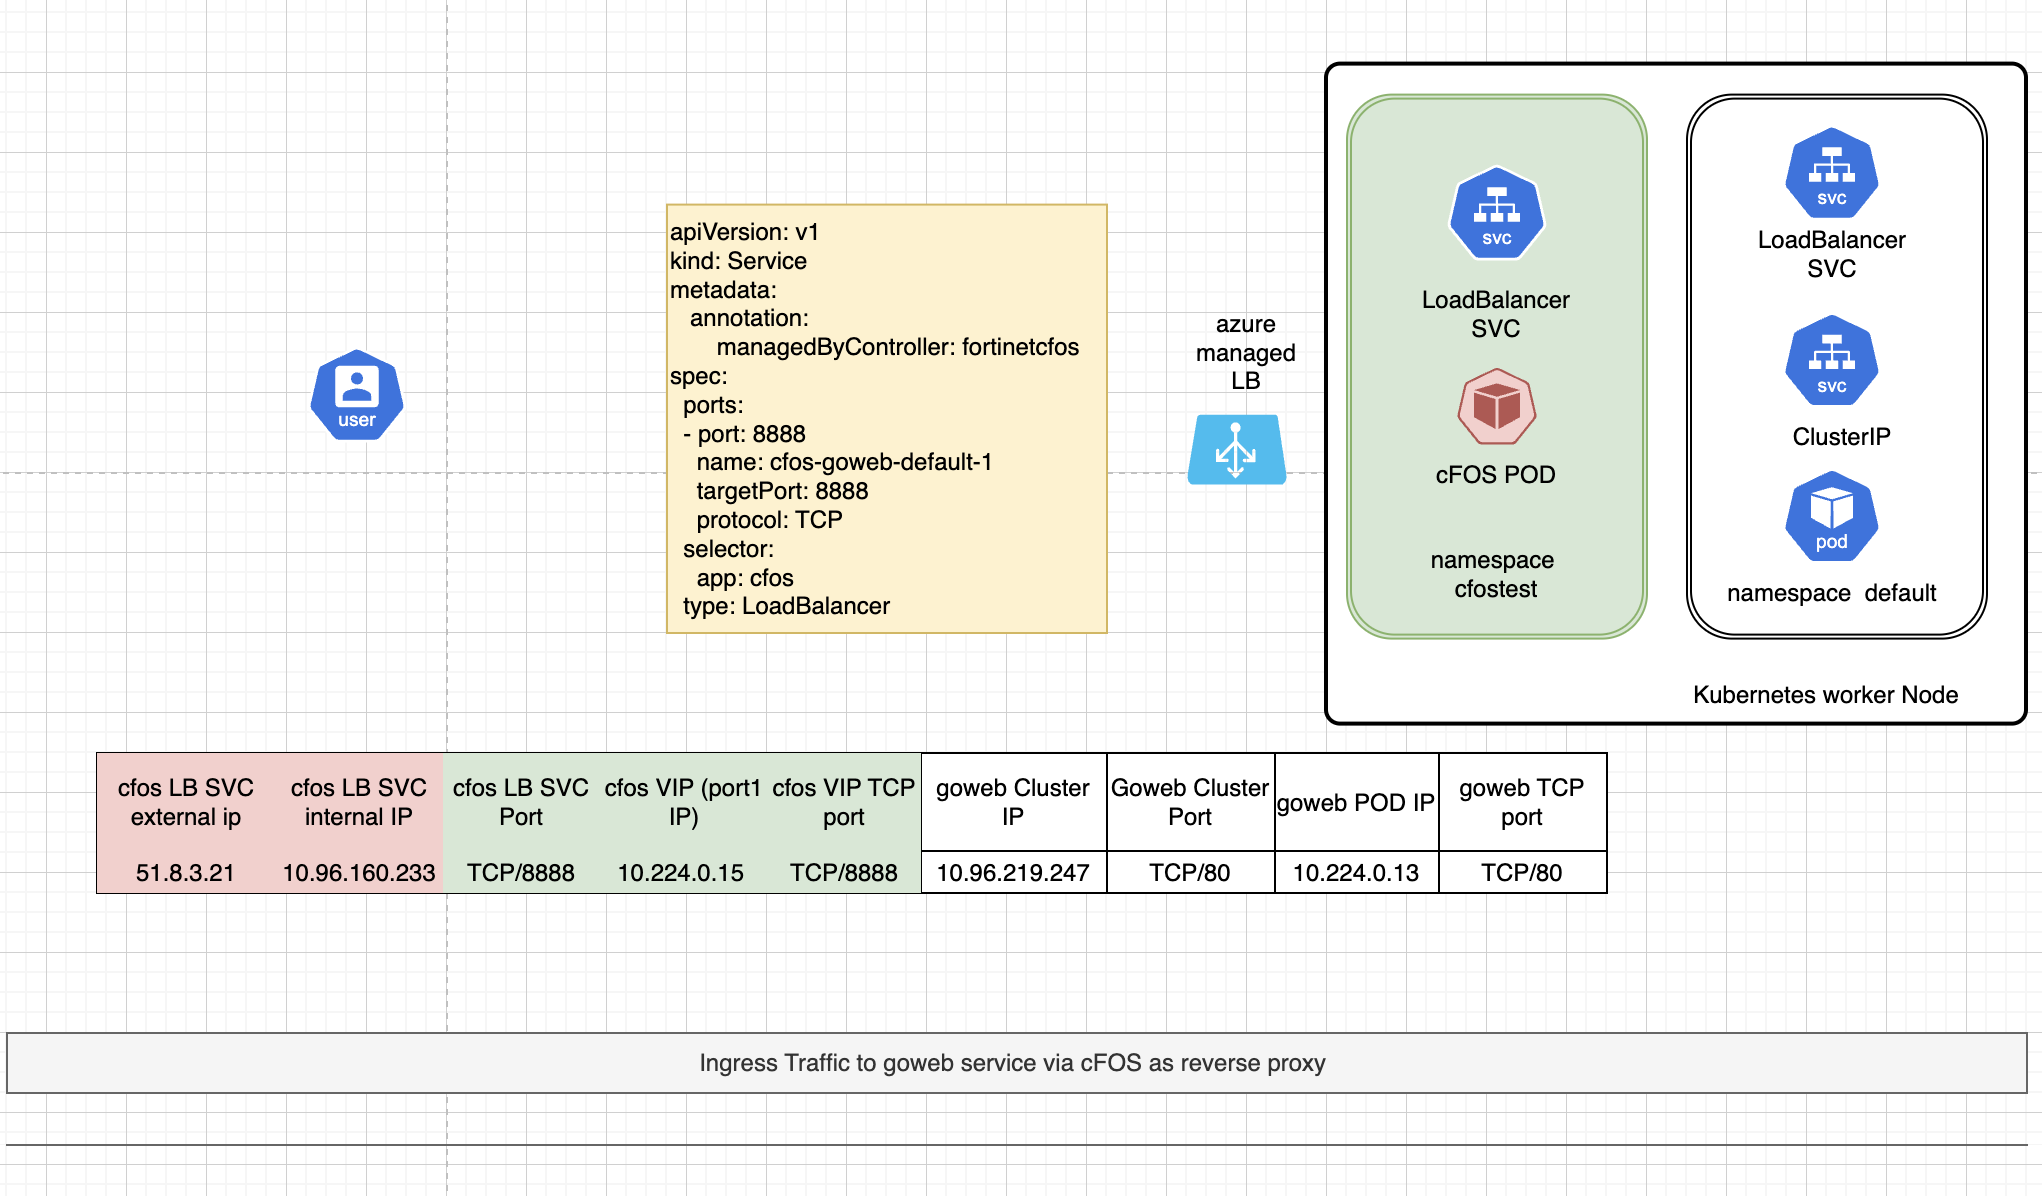 apiVersion: v1
kind: Service
metadata:
annotation:
managedByController: fortinetcfos
spec:
ports:
- port: 8888
name: cfos-goweb-default-1
targetPort: 8888
protocol: TCP
selector:
app: cfos
type: LoadBalancer
user
azure
managed
LB
SVC
LoadBalancer
SVC
cFOS POD
namespace
cfostest
SVC
LoadBalancer
SVC
SVC
ClusterIP
pod
namespace default
Kubernetes worker Node
cfos LB SVC
external ip
cfos LB SVC
internal IP
cfos LB SVC
Port
cfos VIP (port1
IP)
cfos VIP TCP
port
goweb Cluster
IP
Goweb Cluster
Port
goweb POD IP
goweb TCP
port
51.8.3.21
10.96.160.233
TCP/8888
10.224.0.15
TCP/8888
10.96.219.247
TCP/80
10.224.0.13
TCP/80
Ingress Traffic to goweb service via cFOS as reverse proxy